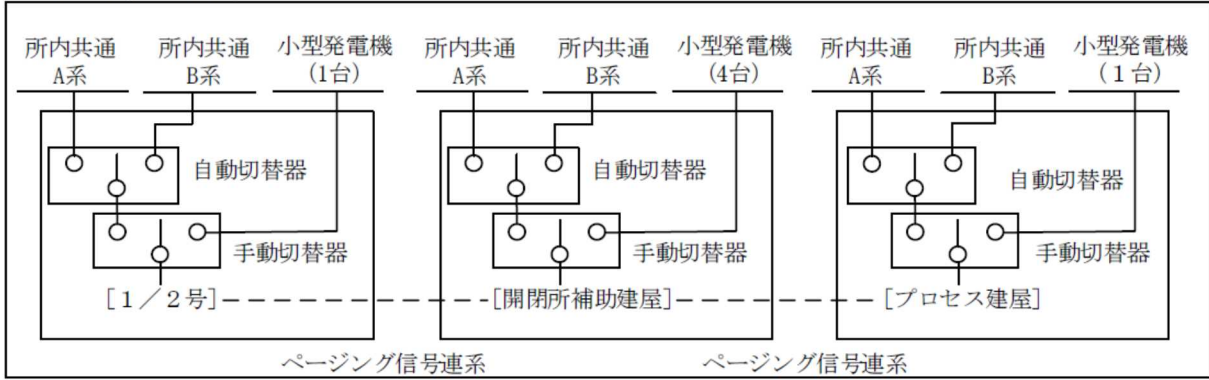 所内共通 所内共通 小型発電機 所内共通 所内共通 小型発電機 所内共通 所内共通 小型発電機
A系 B系 (1台) A系 B系 (4台) A系 B系 (1台)
自動切替器 自動切替器 自動切替器
手動切替器 手動切替器 手動切替器
[1/2号] [開閉所補助建屋] [プロセス建屋]
ページング信号連系 ページング信号連系